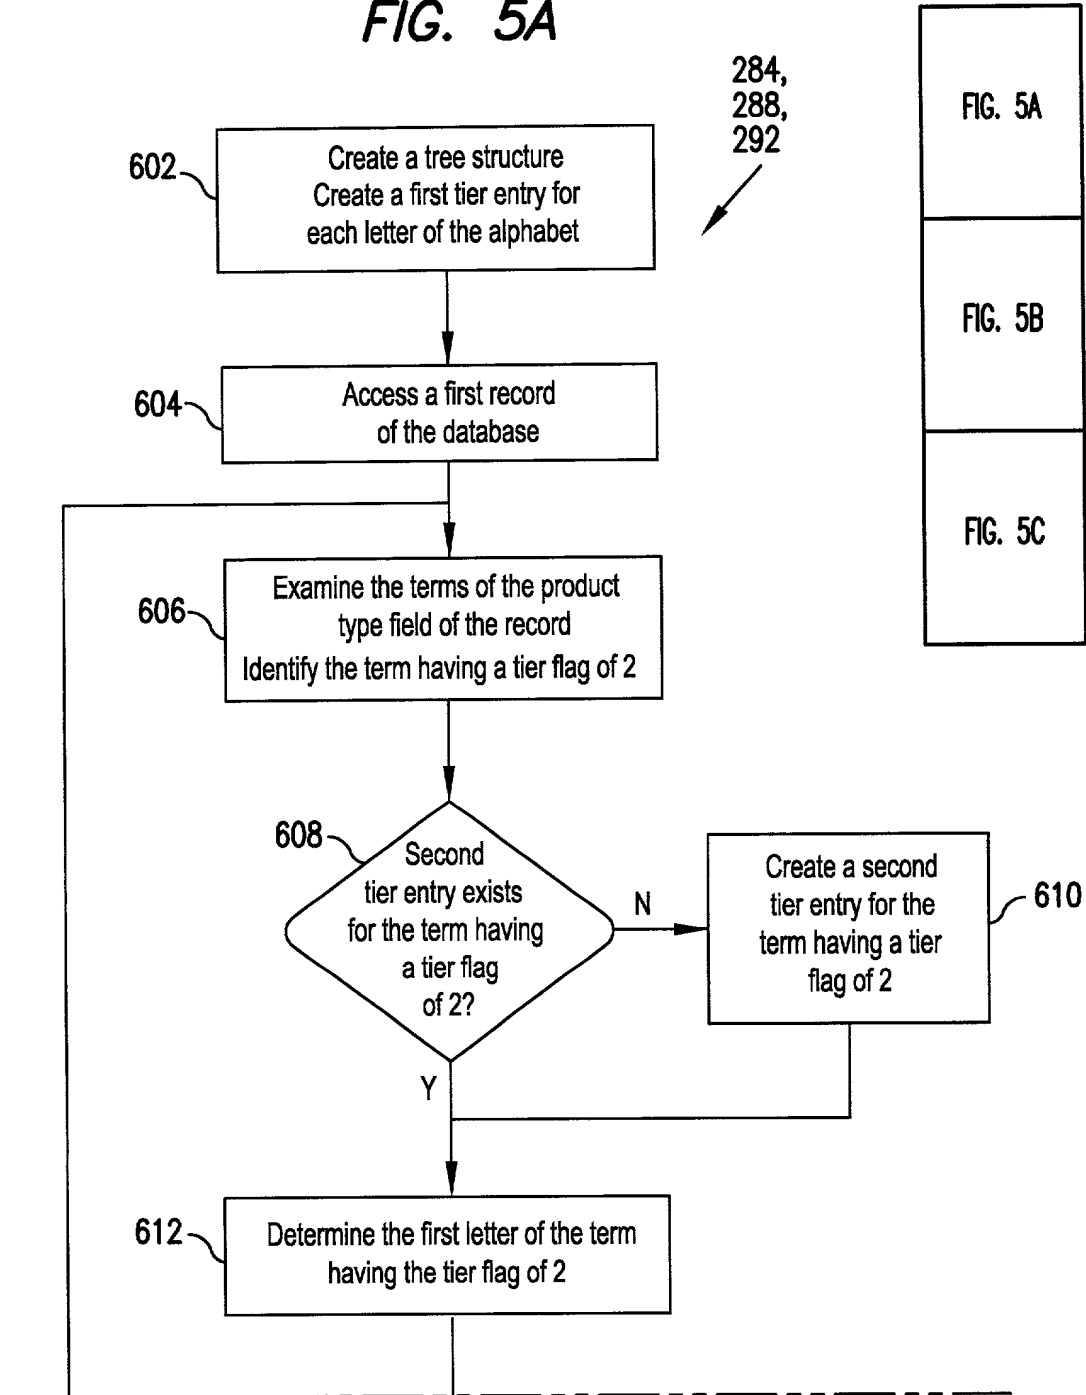 FIG. 5A
284,
288,
292
FIG. 5A
FIG. 5B
FIG. 5C
602
Create a tree structure
Create a first tier entry for
each letter of the alphabet
604
Access a first record
of the database
606
Examine the terms of the product
type field of the record
Identify the term having a tier flag of 2
608
Second
tier entry exists
for the term having
a tier flag
of 2?
N
Y
Create a second
tier entry for the
term having a tier
flag of 2
610
612
Determine the first letter of the term
having the tier flag of 2